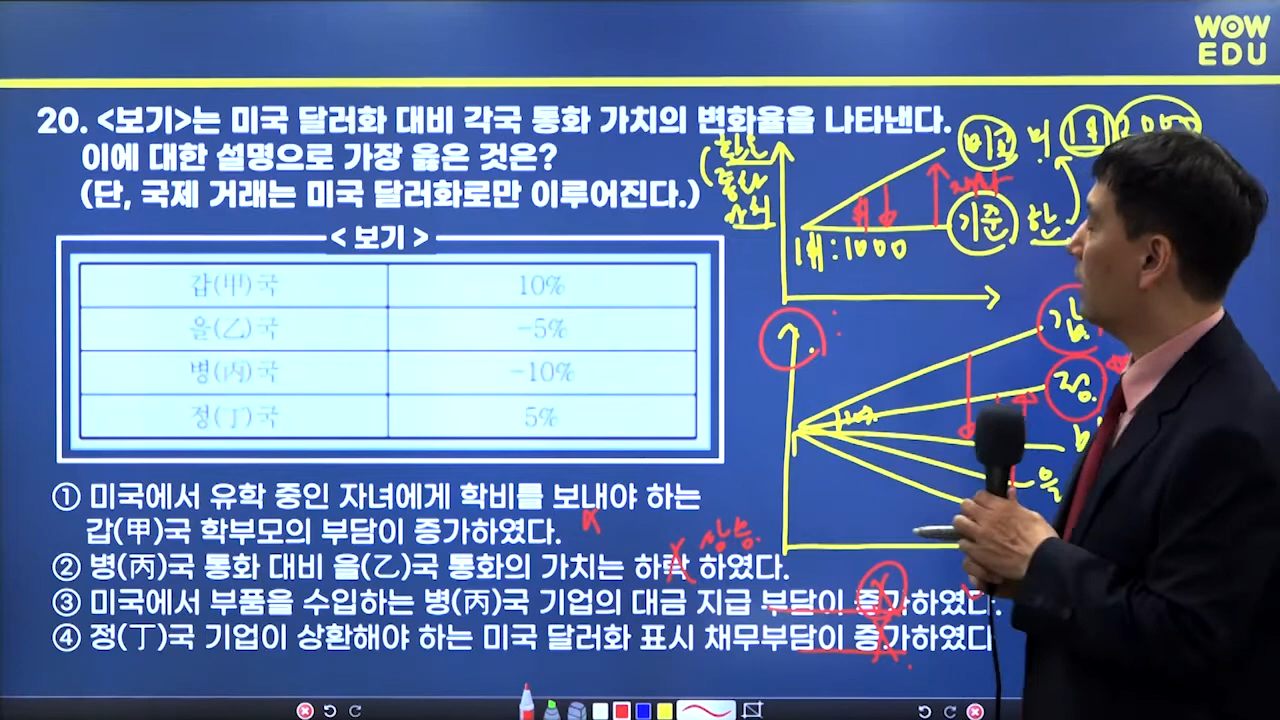 WOW
EDU
20. <보기>는 미국 달러화 대비 각국 통화 가치의 변화율을 나타낸다.
이에 대한 설명으로 가장 옳은 것은?
(단, 국제 거래는 미국 달러화로만 이루어진다.)
< 보기 >
갑(甲)국 10%
을(乙)국 -5%
병(丙)국 -10%
정(丁)국 5%
① 미국에서 유학 중인 자녀에게 학비를 보내야 하는
갑(甲)국 학부모의 부담이 증가하였다.
② 병(丙)국 통화 대비 을(乙)국 통화의 가치는 하락 하였다.
상승
③ 미국에서 부품을 수입하는 병(丙)국 기업의 대금 지급 부담이 증가하였다.
④ 정(丁)국 기업이 상환해야 하는 미국 달러화 표시 채무부담이 증가하였다
통화
가치
1$:1000
기준
한
갑
정
을